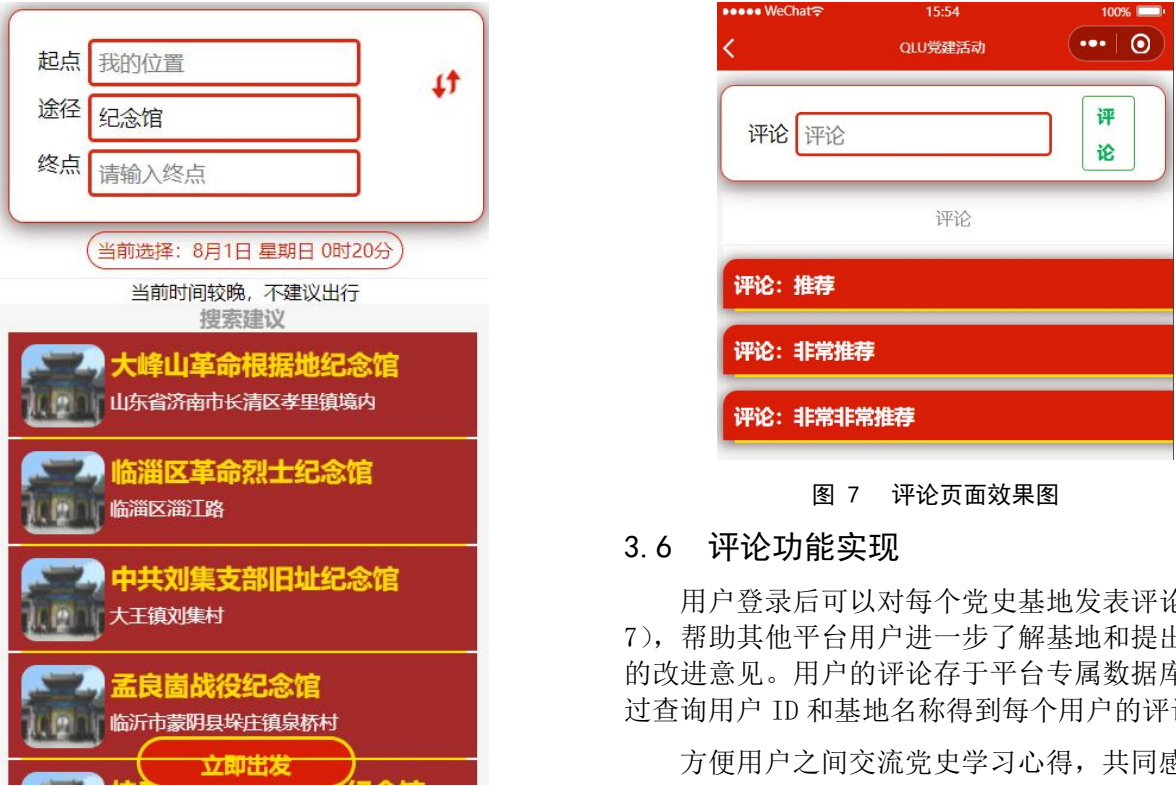 起点 我的位置
途径 纪念馆
终点 请输入终点
当前选择：8月1日 星期日 0时20分
当前时间较晚，不建议出行
搜索建议
大峰山革命根据地纪念馆
山东省济南市长清区孝里镇境内
临淄区革命烈士纪念馆
临淄区淄江路
中共刘集支部旧址纪念馆
大王镇刘集村
孟良崮战役纪念馆
临沂市蒙阴县垛庄镇泉桥村
立即出发
纪念馆
WeChat 15:54 100%
QLU党建活动
评论 评论
评
论
评论
评论：推荐
评论：非常推荐
评论：非常非常推荐
图 7 评论页面效果图
3.6 评论功能实现
用户登录后可以对每个党史基地发表评论
7），帮助其他平台用户进一步了解基地和提出
的改进意见。用户的评论存于平台专属数据库
过查询用户 ID 和基地名称得到每个用户的评
方便用户之间交流党史学习心得，共同感